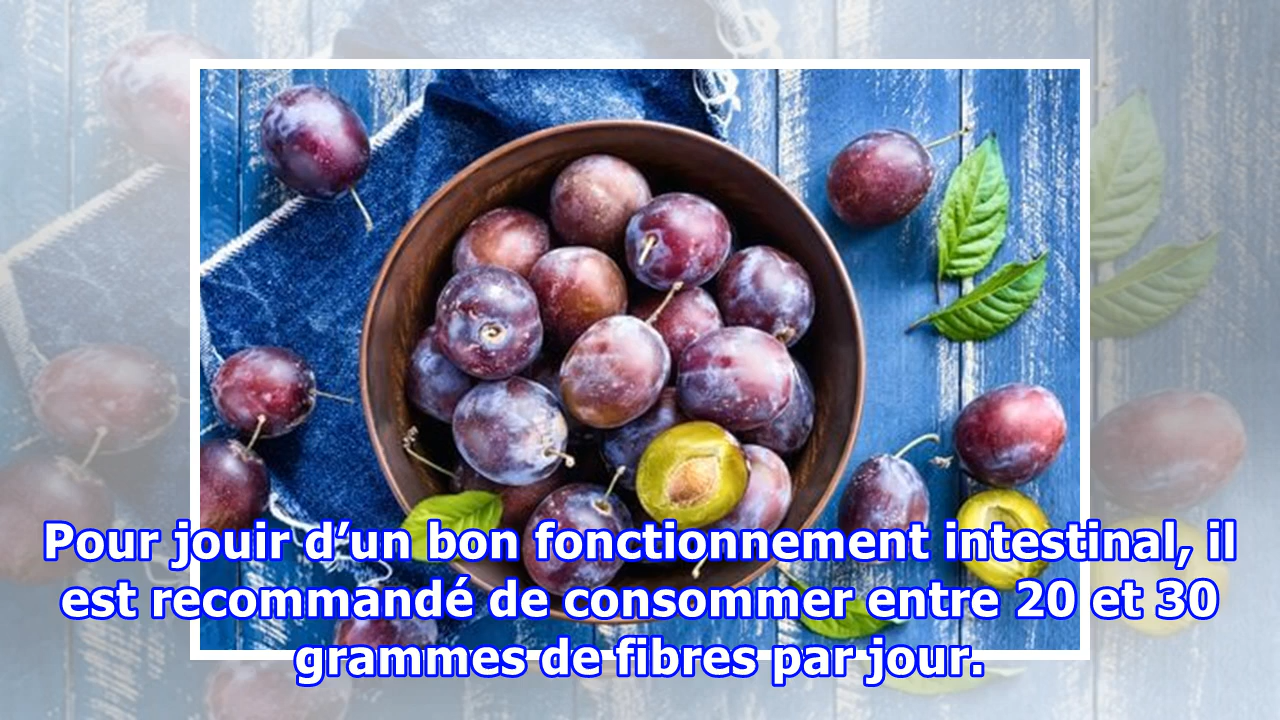 Pour jouir d’un bon fonctionnement intestinal, il
est recommandé de consommer entre 20 et 30
grammes de fibres par jour.